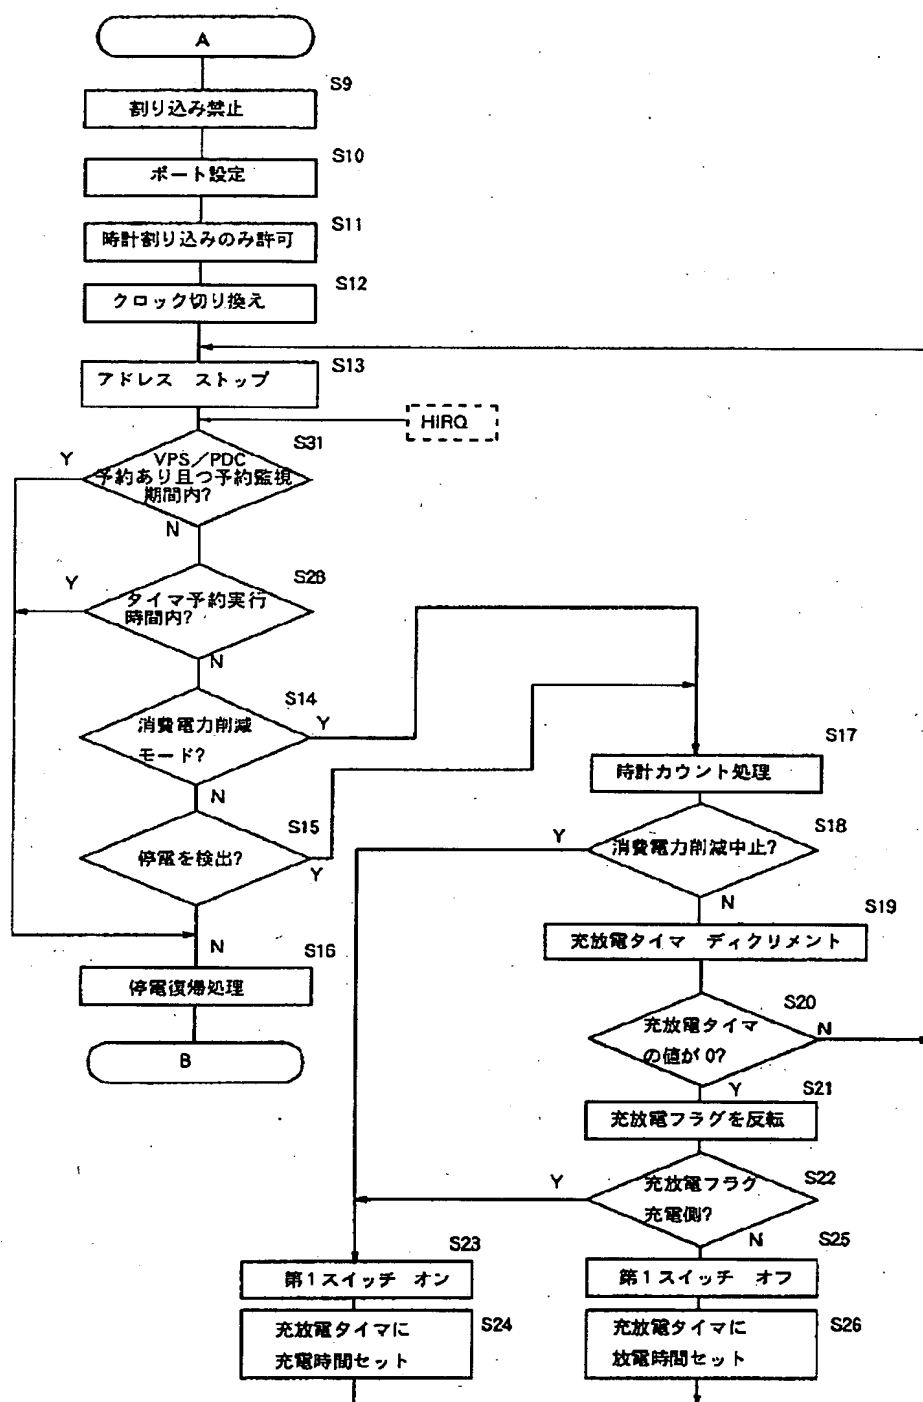 A
S9
割り込み禁止
S10
ポート設定
S11
時計割り込みのみ許可
S12
クロック切り換え
S13
アドレス ストップ
HIRQ
S31
Y
VPS/PDC
予約あり且つ予約監視
期間内?
N
S28
Y
タイマ予約実行
時間内?
N
S14
消費電力削減
モード?
Y
N
S15
停電を検出?
Y
N
S16
停電復帰処理
B
S17
時計カウント処理
S18
Y
消費電力削減中止?
N
S19
充放電タイマ ディクリメント
S20
充放電タイマ
の値が0?
N
Y
S21
充放電フラグを反転
S22
Y
充放電フラグ
充電側?
N
S23
第1スイッチ オン
S24
充放電タイマに
充電時間セット
S25
第1スイッチ オフ
S26
充放電タイマに
放電時間セット